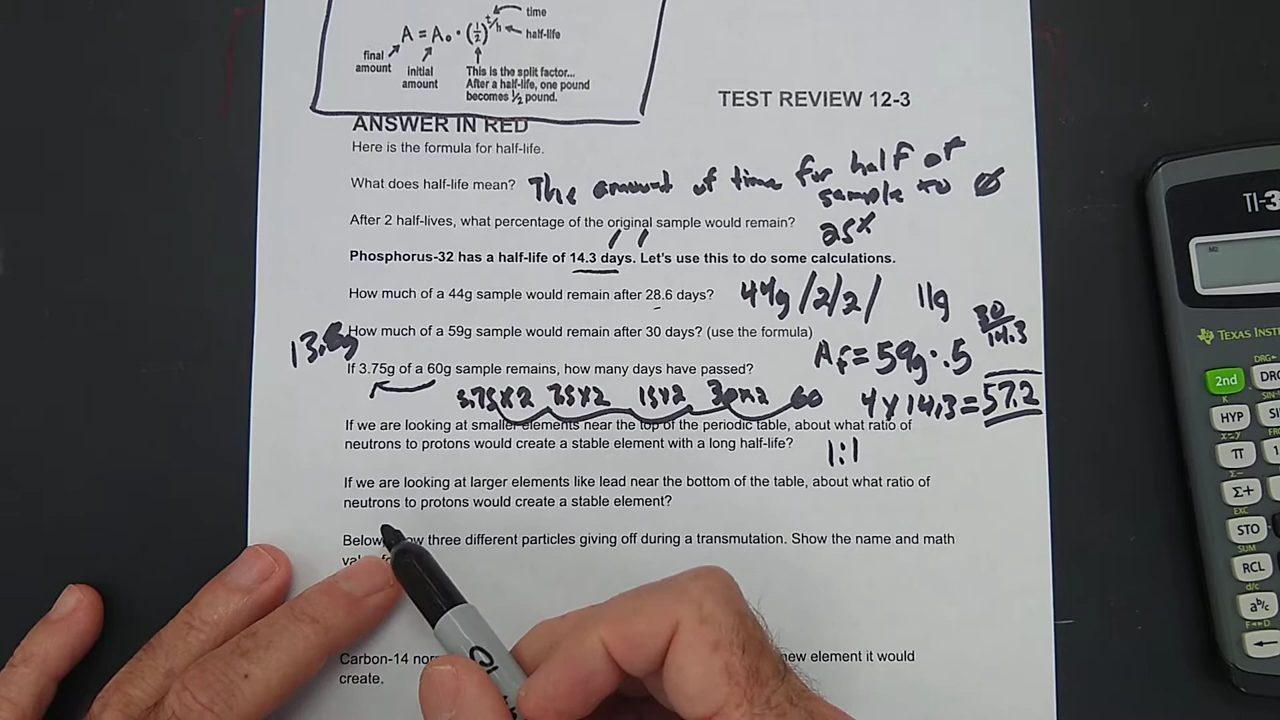 time
A = A₀ · (1/2)^t/h
half-life
final amount
initial amount
This is the split factor...
After a half-life, one pound
becomes 1/2 pound.
TEST REVIEW 12-3
ANSWER IN RED
Here is the formula for half-life.
What does half-life mean? The amount of time for half of
sample to Ø
After 2 half-lives, what percentage of the original sample would remain? 25%
Phosphorus-32 has a half-life of 14.3 days. Let's use this to do some calculations.
How much of a 44g sample would remain after 28.6 days? 44g /2/2/ 11g
How much of a 59g sample would remain after 30 days? (use the formula)
Af = 59g · .5 30/14.3
If 3.75g of a 60g sample remains, how many days have passed?
3.75x2 7.5x2 15x2 30x2 60 4 x 14.3 = 57.2
If we are looking at smaller elements near the top of the periodic table, about what ratio of
neutrons to protons would create a stable element with a long half-life? 1:1
If we are looking at larger elements like lead near the bottom of the table, about what ratio of
neutrons to protons would create a stable element?
Below three different particles giving off during a transmutation. Show the name and math
Carbon-14
new element it would
create.
TI-3
TEXAS INST
2nd
HYP
π
Σ+
EXC
STO
SUM
RCL
d/c
a b/c
F◄►D
←